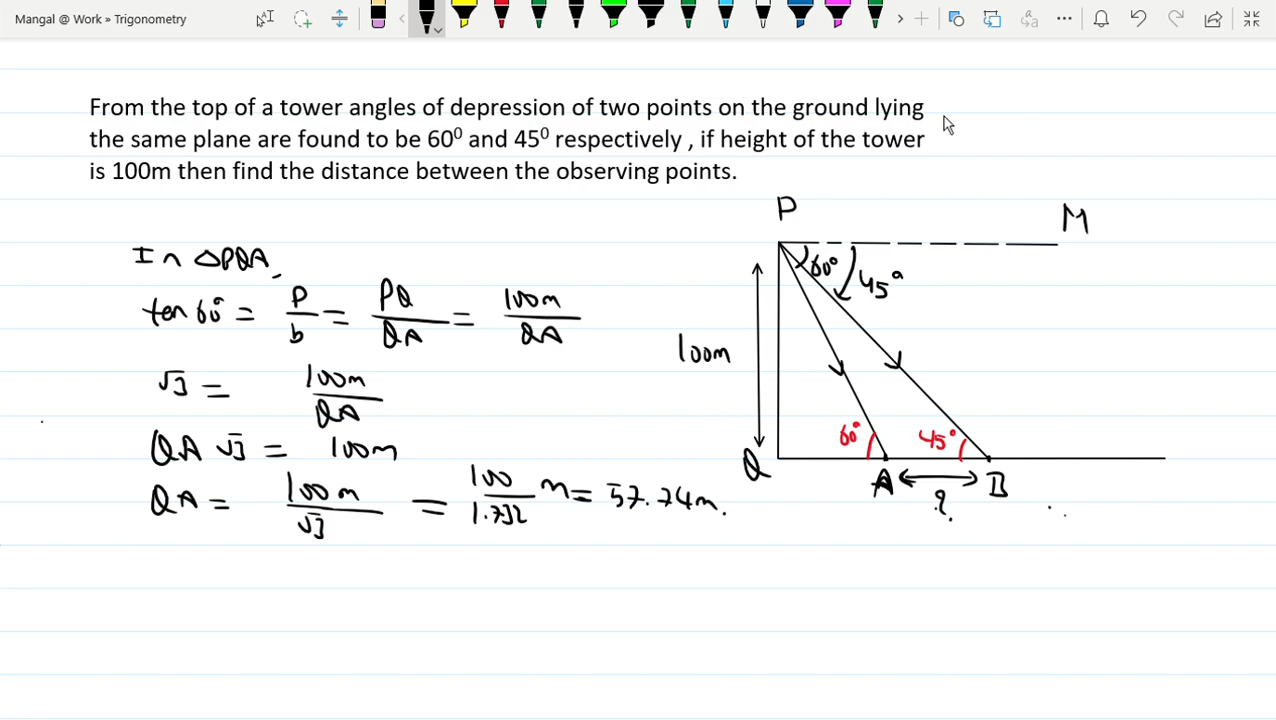 Mangal @ Work » Trigonometry
From the top of a tower angles of depression of two points on the ground lying
the same plane are found to be 60⁰ and 45⁰ respectively , if height of the tower
is 100m then find the distance between the observing points.
P
M
In △PQA,
60° 45°
tan 60° = P/b = PQ/QA = 100m/QA
100m
√3 = 100m/QA
60° 45°
QA √3 = 100m
Q A B
QA = 100m/√3 = 100/1.732 m = 57.74m.
?